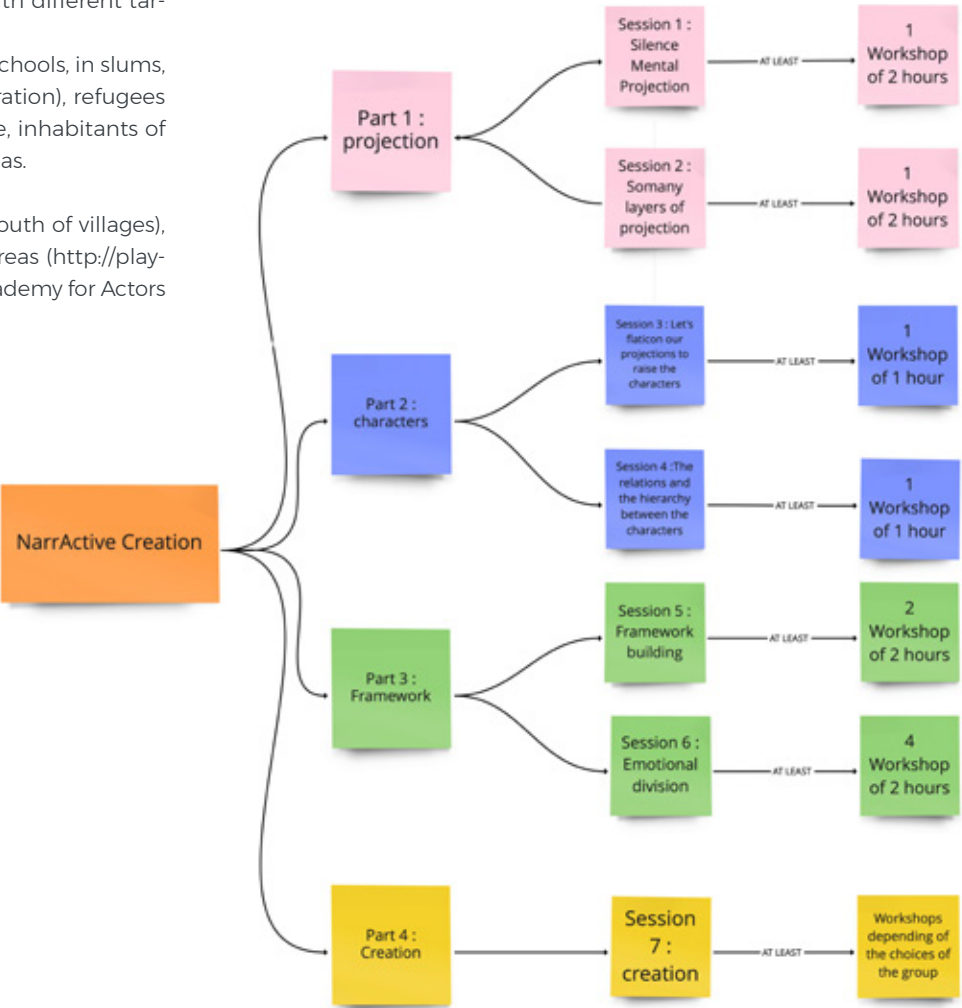 th different tar-
chools, in slums,
ration), refugees
e, inhabitants of
as.
outh of villages),
reas (http://play-
ademy for Actors
NarrActive Creation
Part 1 :
projection
Session 1 :
Silence
Mental
Projection
AT LEAST
1
Workshop
of 2 hours
Session 2 :
Somany
layers of
projection
AT LEAST
1
Workshop
of 2 hours
Part 2 :
characters
Session 3 : Let's
flaticon our
projections to
raise the
characters
AT LEAST
1
Workshop
of 1 hour
Session 4 :The
relations and
the hierarchy
between the
characters
AT LEAST
1
Workshop
of 1 hour
Part 3 :
Framework
Session 5 :
Framework
building
AT LEAST
2
Workshop
of 2 hours
Session 6 :
Emotional
division
AT LEAST
4
Workshop
of 2 hours
Part 4 :
Creation
Session
7 :
creation
AT LEAST
Workshops
depending of
the choices of
the group